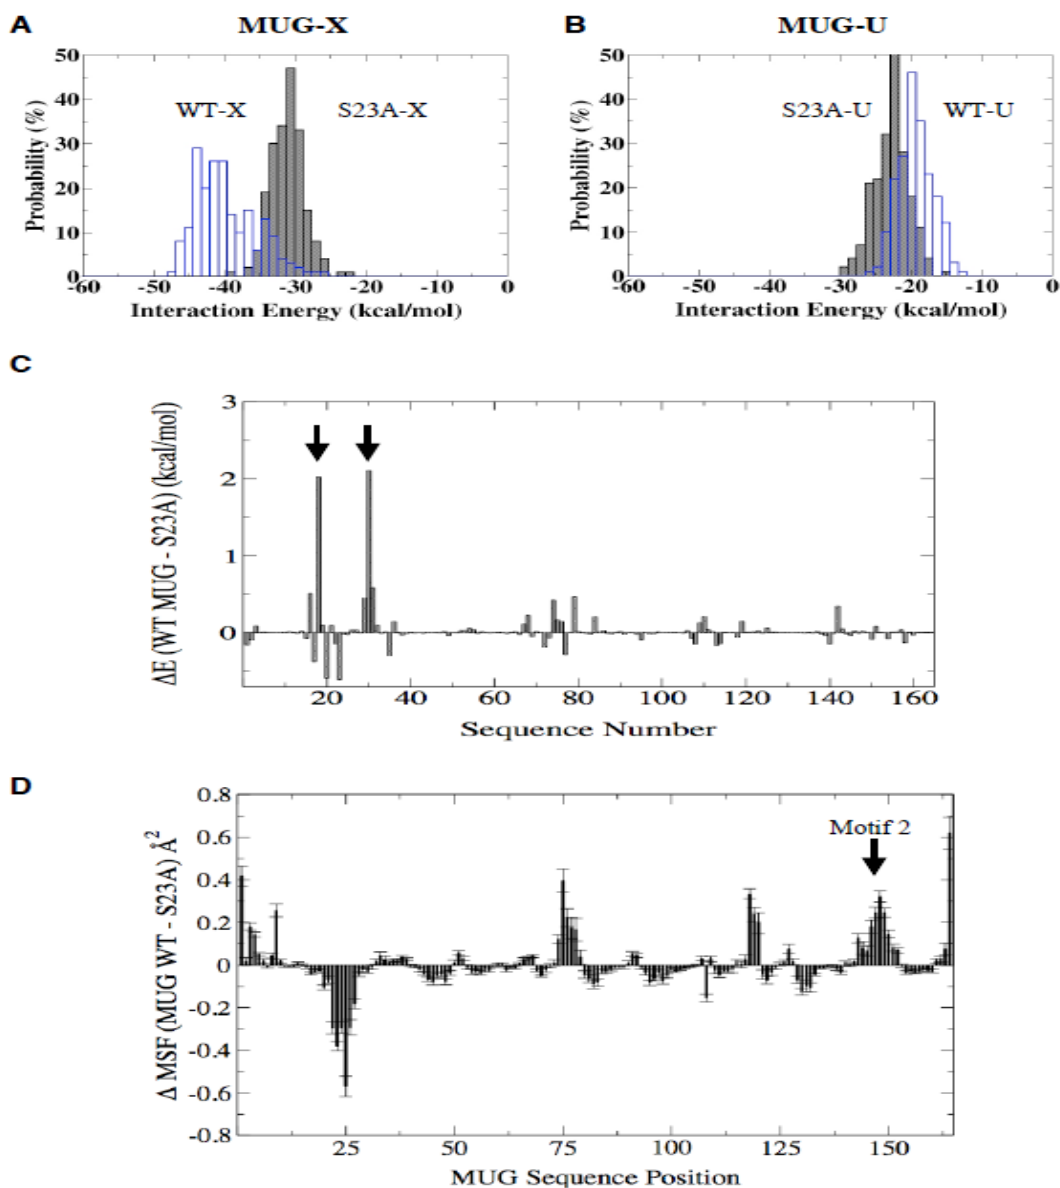 A MUG-X B MUG-U
50 50
WT-X S23A-X S23A-U WT-U
40 40
30 30
20 20
10 10
0 0
Probability (%) Probability (%)
-60 -50 -40 -30 -20 -10 0 -60 -50 -40 -30 -20 -10 0
Interaction Energy (kcal/mol) Interaction Energy (kcal/mol)
C
3
2
1
0
ΔE (WT MUG - S23A) (kcal/mol)
20 40 60 80 100 120 140 160
Sequence Number
D
0.8
Motif 2
0.6
0.4
0.2
0
-0.2
-0.4
-0.6
-0.8
Δ MSF (MUG WT - S23A) Å²
25 50 75 100 125 150
MUG Sequence Position